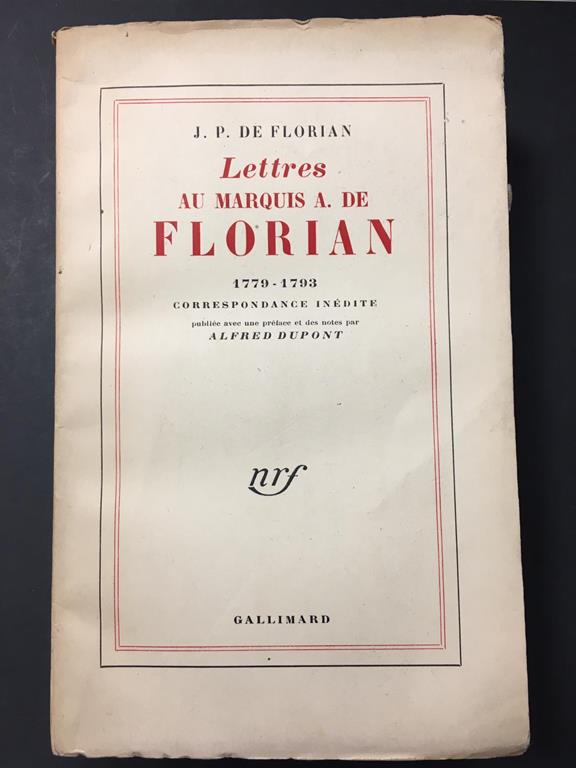 J. P. DE FLORIAN
Lettres
AU MARQUIS A. DE
FLORIAN
1779-1793
CORRESPONDANCE INÉDITE
publiée avec une préface et des notes par
ALFRED DUPONT
nrf
GALLIMARD